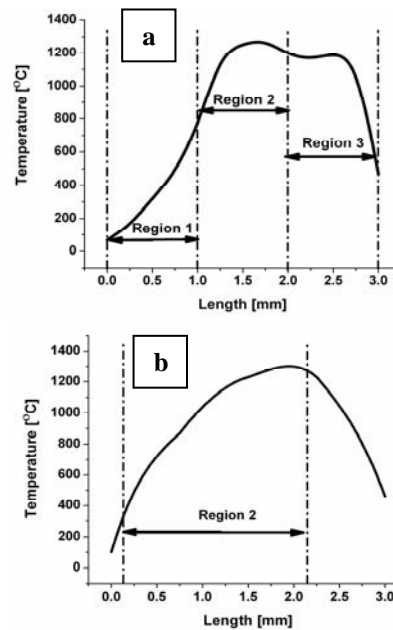 a
1400
1200
1000
800
600
400
200
0
Temperature [°C]
Region 1
Region 2
Region 3
0.0 0.5 1.0 1.5 2.0 2.5 3.0
Length [mm]
b
1400
1200
1000
800
600
400
200
0
Temperature [°C]
Region 2
0.0 0.5 1.0 1.5 2.0 2.5 3.0
Length [mm]